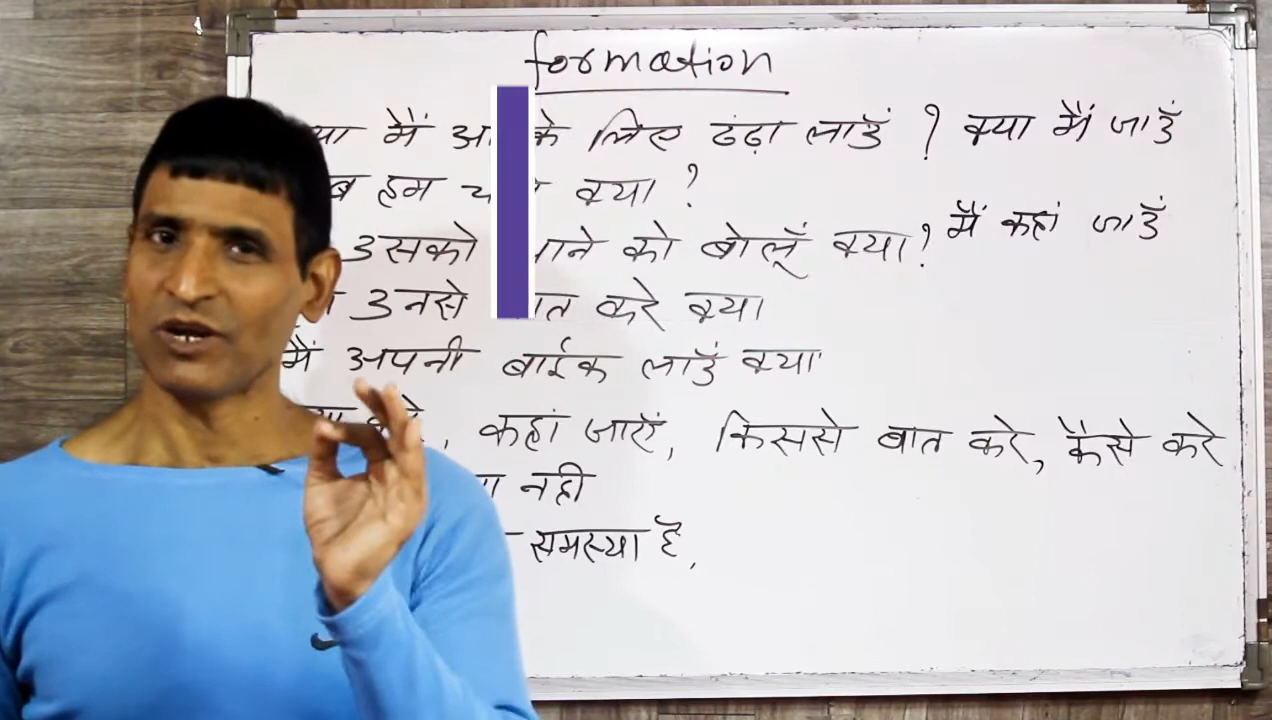 formation
मैं के लिए ठंढ़ा लाऊँ ? क्या मैं जाऊँ
हम क्या ?
उसको को बोलूँ क्या? मैं कहां जाऊँ
उनसे करे क्या
मैं अपनी बाईक लाऊँ क्या
, कहां जाएं, किससे बात करे, कैसे करे
नही
समस्या है,